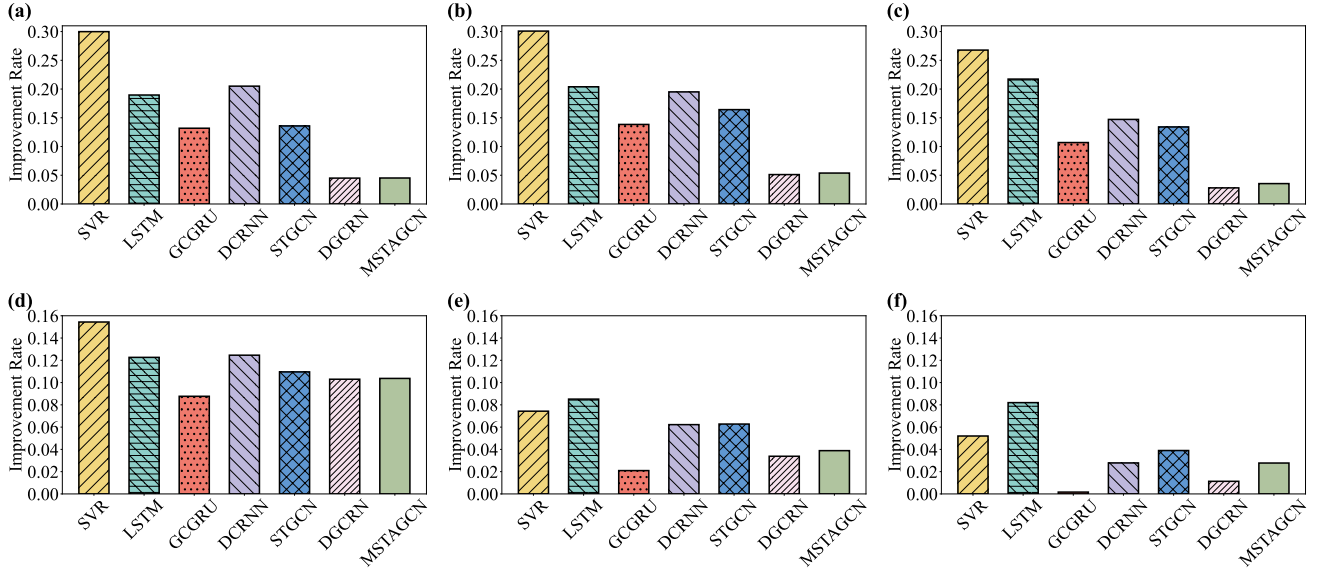 (a)
Improvement Rate
0.30
0.25
0.20
0.15
0.10
0.05
0.00
SVR
LSTM
GCGRU
DCRNN
STGCN
DGCRN
MSTAGCN
(b)
Improvement Rate
0.30
0.25
0.20
0.15
0.10
0.05
0.00
SVR
LSTM
GCGRU
DCRNN
STGCN
DGCRN
MSTAGCN
(c)
Improvement Rate
0.30
0.25
0.20
0.15
0.10
0.05
0.00
SVR
LSTM
GCGRU
DCRNN
STGCN
DGCRN
MSTAGCN
(d)
Improvement Rate
0.16
0.14
0.12
0.10
0.08
0.06
0.04
0.02
0.00
SVR
LSTM
GCGRU
DCRNN
STGCN
DGCRN
MSTAGCN
(e)
Improvement Rate
0.16
0.14
0.12
0.10
0.08
0.06
0.04
0.02
0.00
SVR
LSTM
GCGRU
DCRNN
STGCN
DGCRN
MSTAGCN
(f)
Improvement Rate
0.16
0.14
0.12
0.10
0.08
0.06
0.04
0.02
0.00
SVR
LSTM
GCGRU
DCRNN
STGCN
DGCRN
MSTAGCN